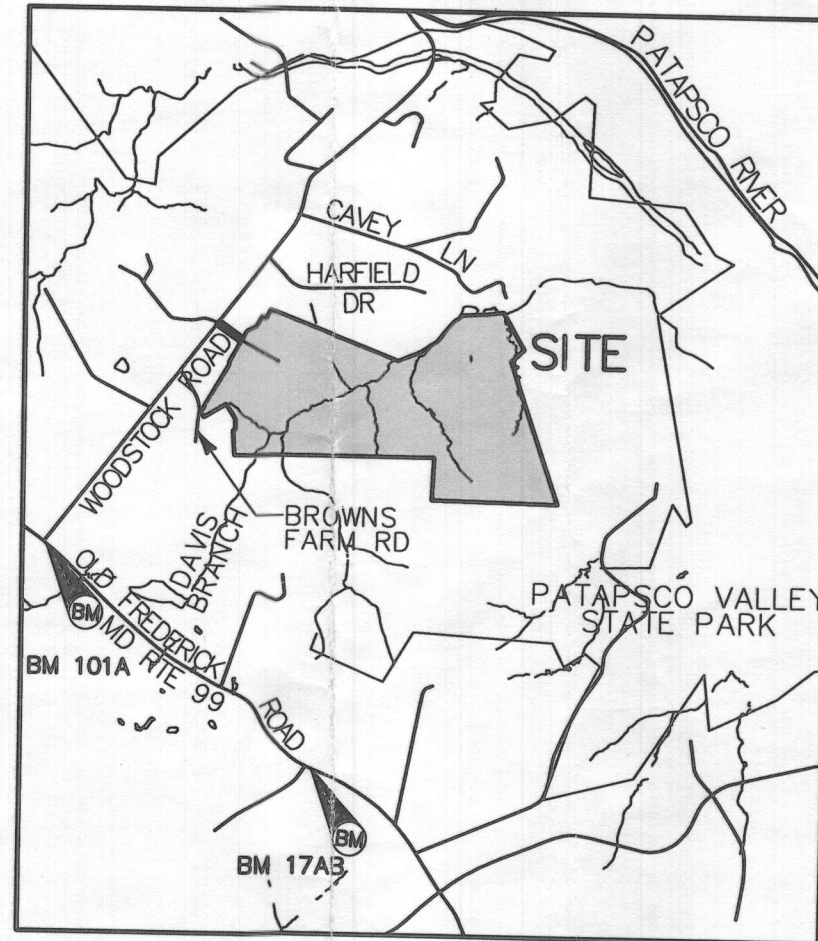 PATAPSCO RIVER
CAVEY LN
HARFIELD
DR
SITE
WOODSTOCK ROAD
BROWNS
FARM RD
DAVIS
BRANCH
OLD FREDERICK ROAD
MD RTE 99
PATAPSCO VALLEY
STATE PARK
BM
BM 101A
BM
BM 17AB